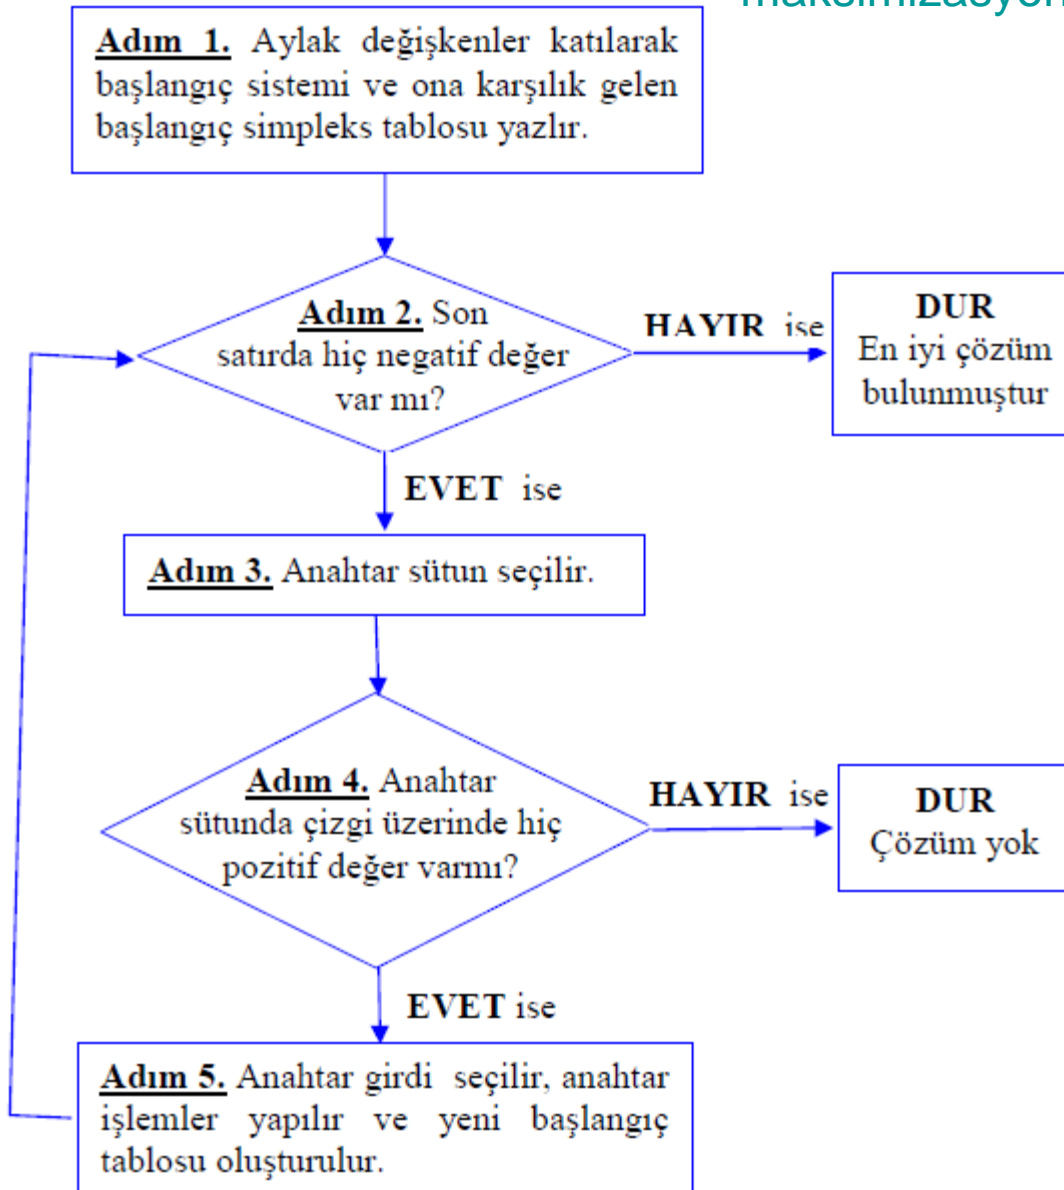 maksimizasyon
Adım 1. Aylak değişkenler katılarak
başlangıç sistemi ve ona karşılık gelen
başlangıç simpleks tablosu yazlır.
Adım 2. Son
satırda hiç negatif değer
var mı?
HAYIR ise
DUR
En iyi çözüm
bulunmuştur
EVET ise
Adım 3. Anahtar sütun seçilir.
Adım 4. Anahtar
sütunda çizgi üzerinde hiç
pozitif değer varmı?
HAYIR ise
DUR
Çözüm yok
EVET ise
Adım 5. Anahtar girdi seçilir, anahtar
işlemler yapılır ve yeni başlangıç
tablosu oluşturulur.